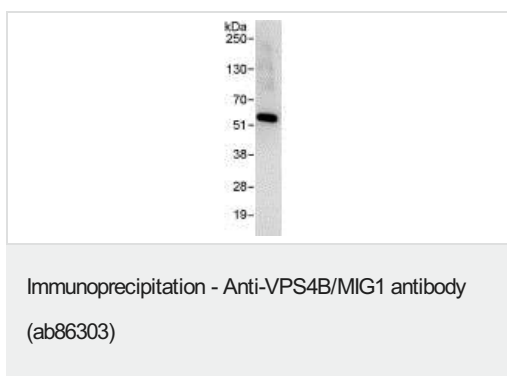 kDa
250-
130-
70-
51-
38-
28-
19-
Immunoprecipitation - Anti-VPS4B/MIG1 antibody
(ab86303)